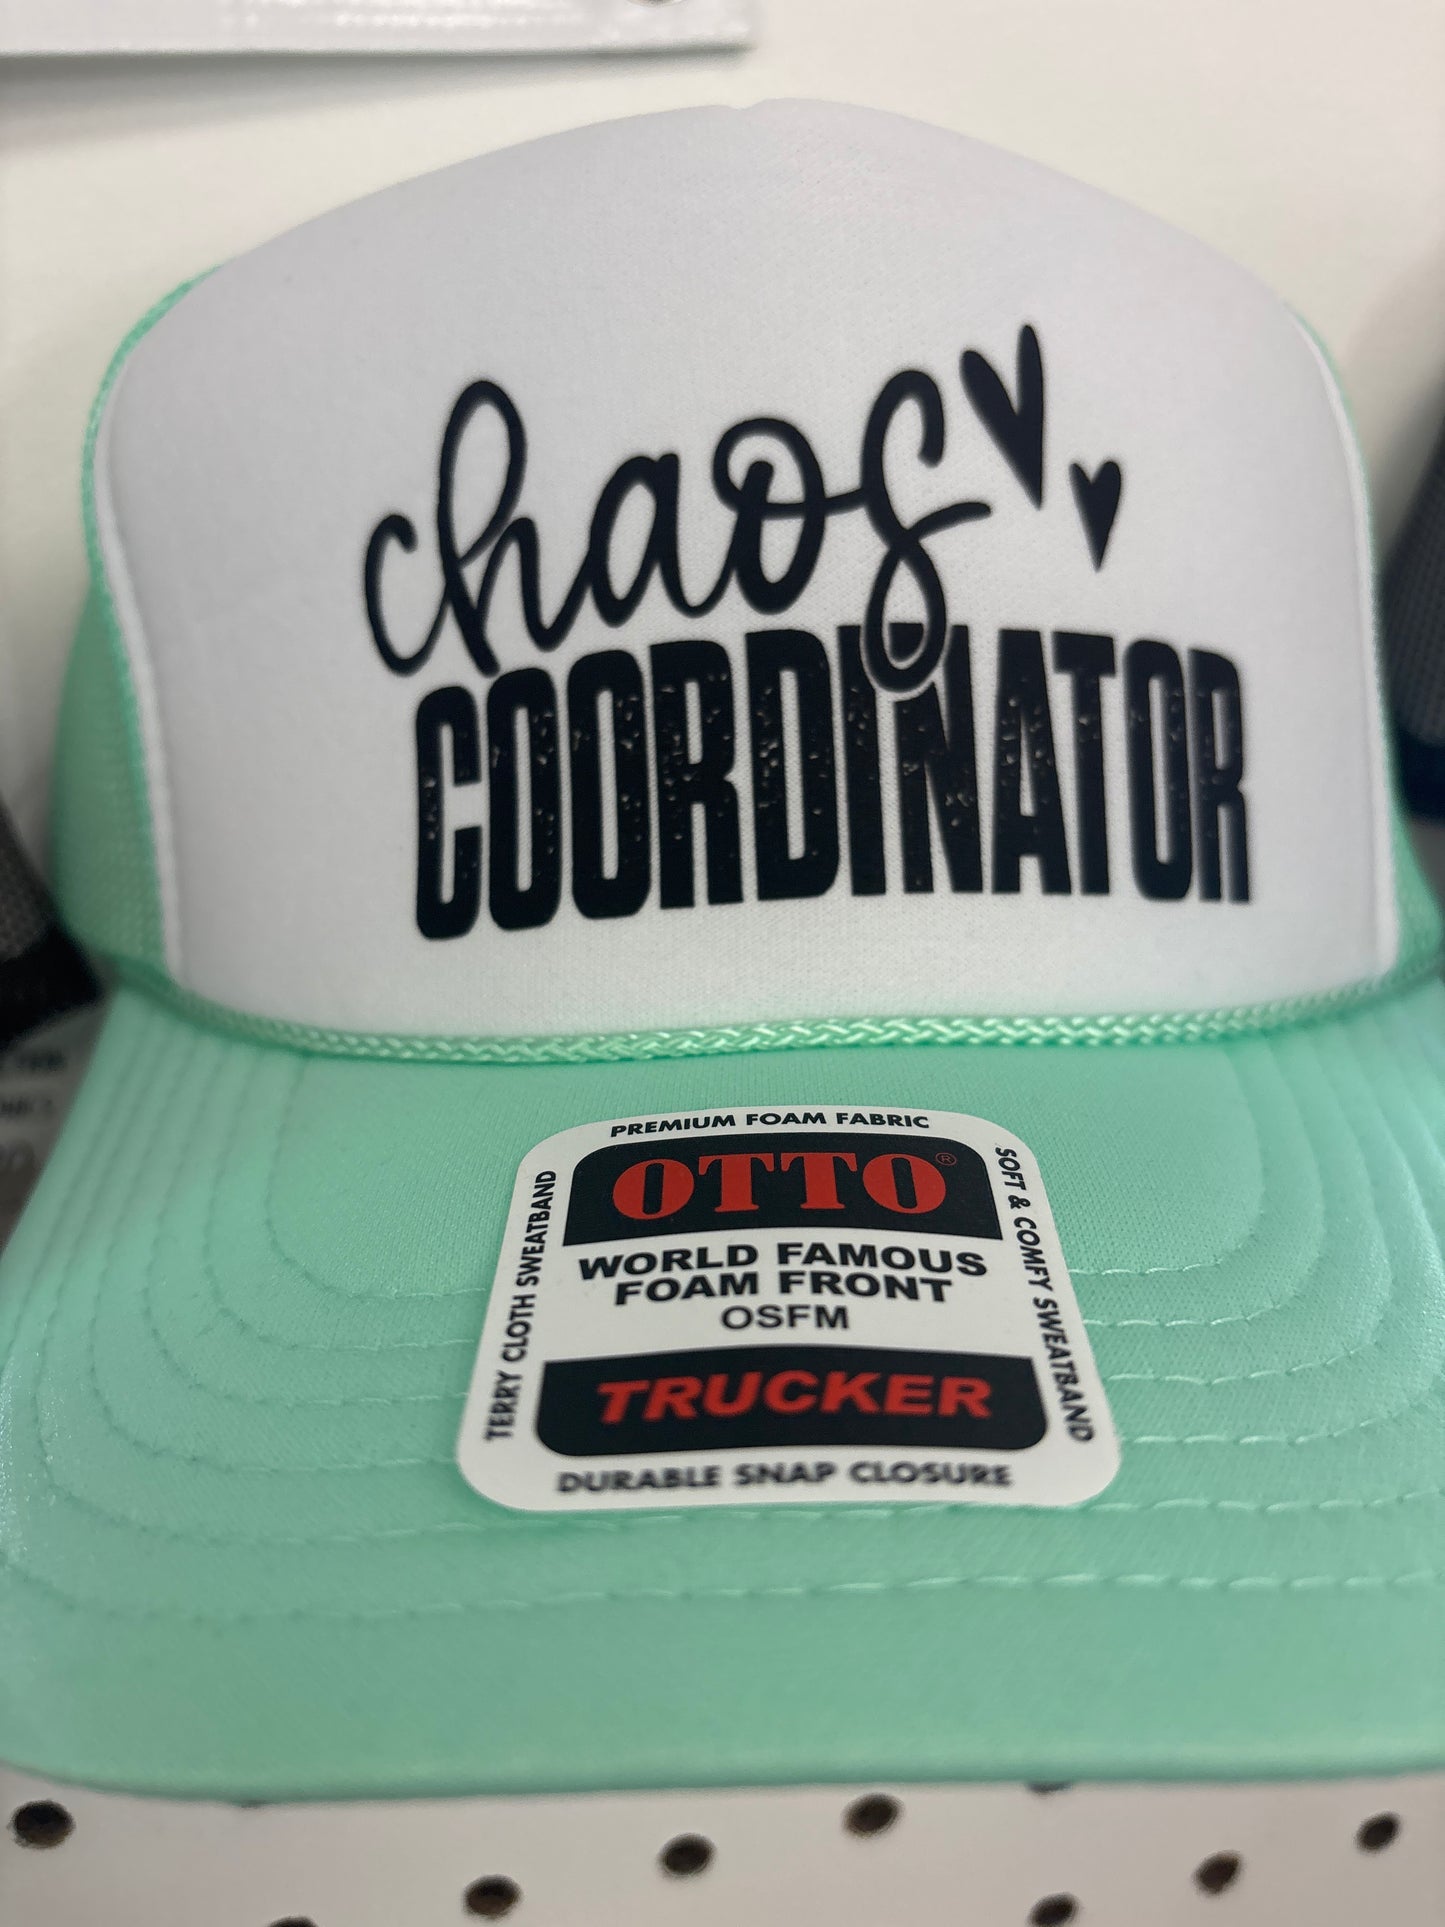 chaos
COORDINATOR
PREMIUM FOAM FABRIC
OTTO®
WORLD FAMOUS
FOAM FRONT
OSFM
TRUCKER
DURABLE SNAP CLOSURE
TERRY CLOTH SWEATBAND
SOFT & COMFY SWEATBAND